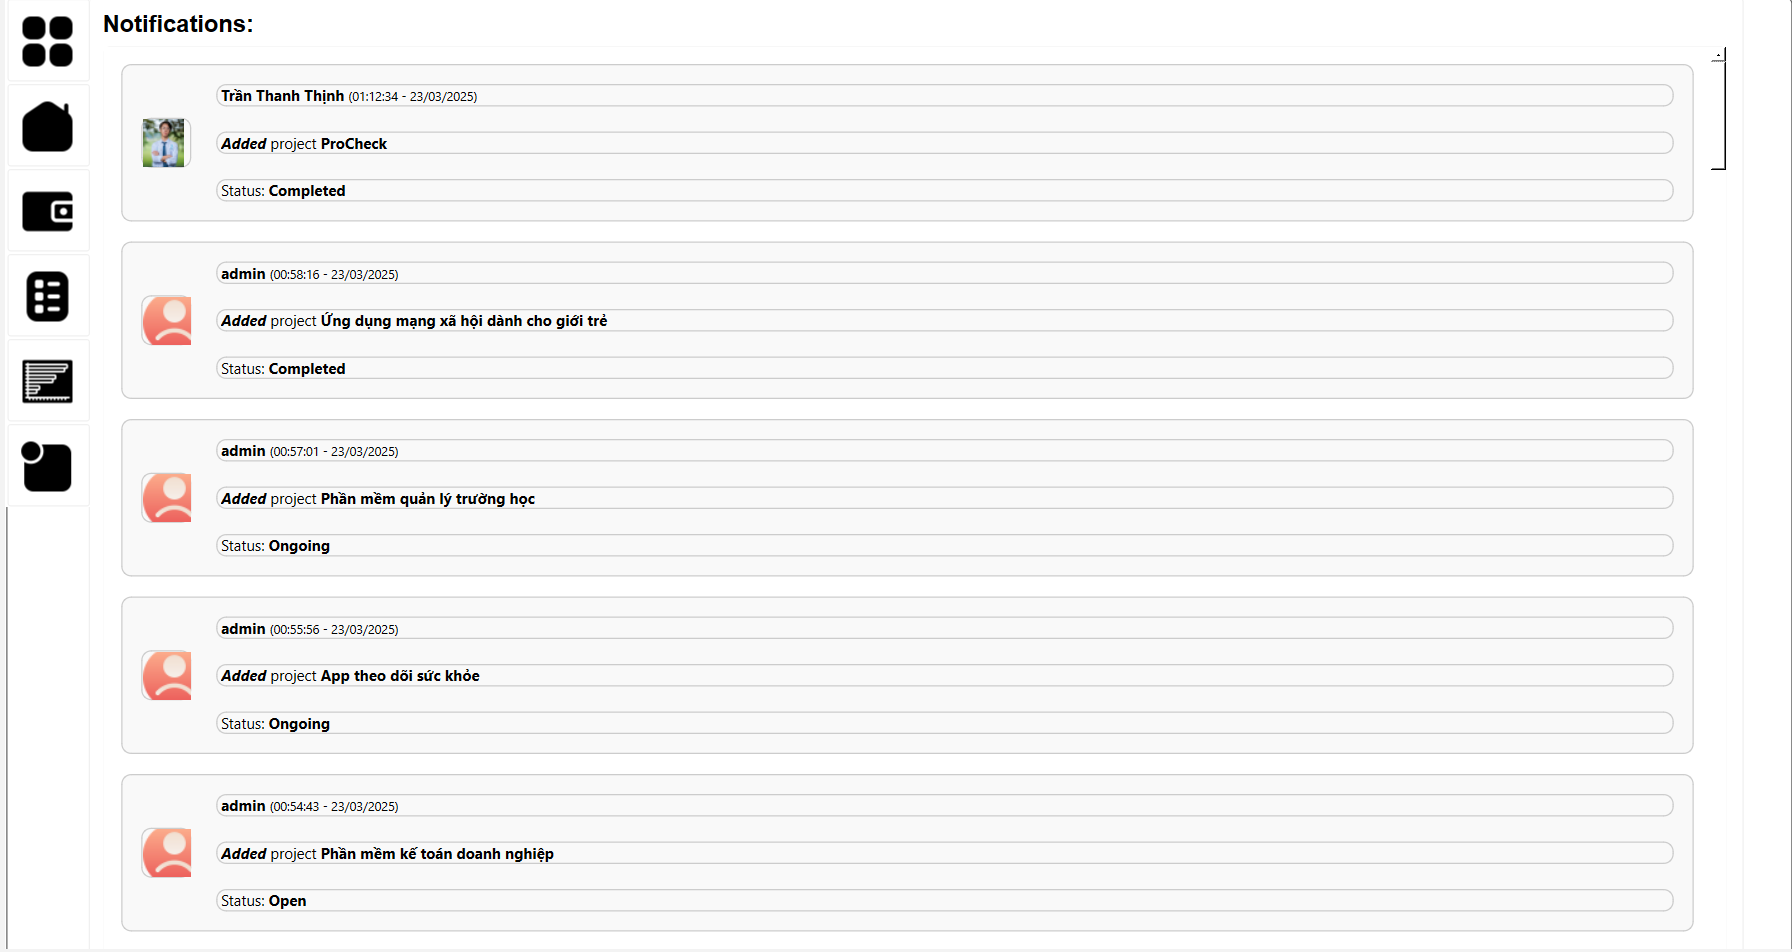 Notifications:
Trần Thanh Thịnh (01:12:34 - 23/03/2025)
Added project ProCheck
Status: Completed
admin (00:58:16 - 23/03/2025)
Added project Ứng dụng mạng xã hội dành cho giới trẻ
Status: Completed
admin (00:57:01 - 23/03/2025)
Added project Phần mềm quản lý trường học
Status: Ongoing
admin (00:55:56 - 23/03/2025)
Added project App theo dõi sức khỏe
Status: Ongoing
admin (00:54:43 - 23/03/2025)
Added project Phần mềm kế toán doanh nghiệp
Status: Open